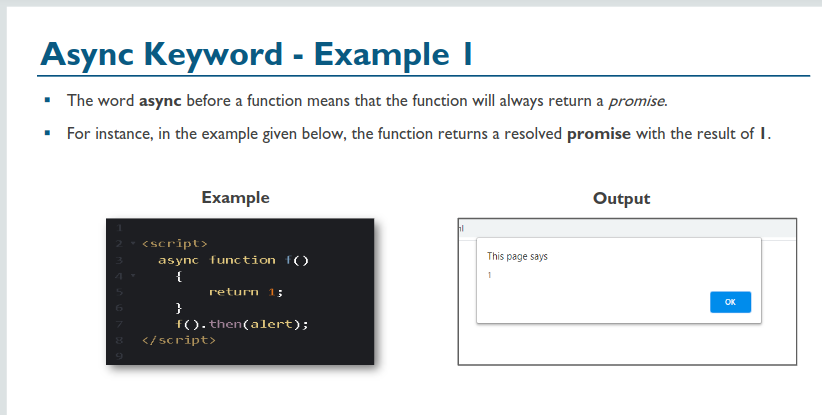 Async Keyword - Example 1
▪ The word async before a function means that the function will always return a promise.
▪ For instance, in the example given below, the function returns a resolved promise with the result of 1.
Example
1
2 <script>
3 async function f()
4 {
5 return 1;
6 }
7 f().then(alert);
8 </script>
9
Output
This page says
1
OK